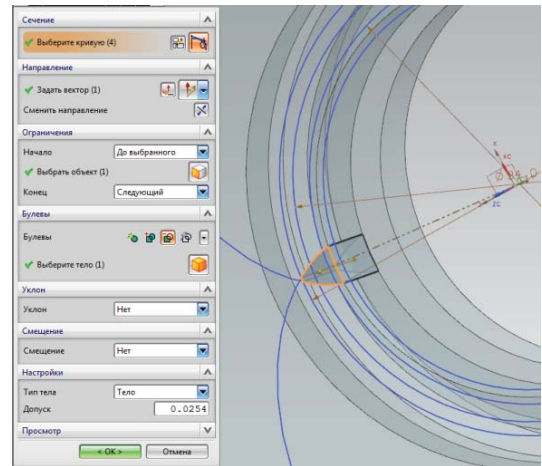 Сечение
Выберите кривую (4)
Направление
Задать вектор (1)
Сменить направление
Ограничения
Начало До выбранного
Выбрать объект (1)
Конец Следующий
Булевы
Булевы
Выберите тело (1)
Уклон
Уклон Нет
Смещение
Смещение Нет
Настройки
Тип тела Тело
Допуск 0.0254
Просмотр
< OK > Отмена
X
XC
ZC